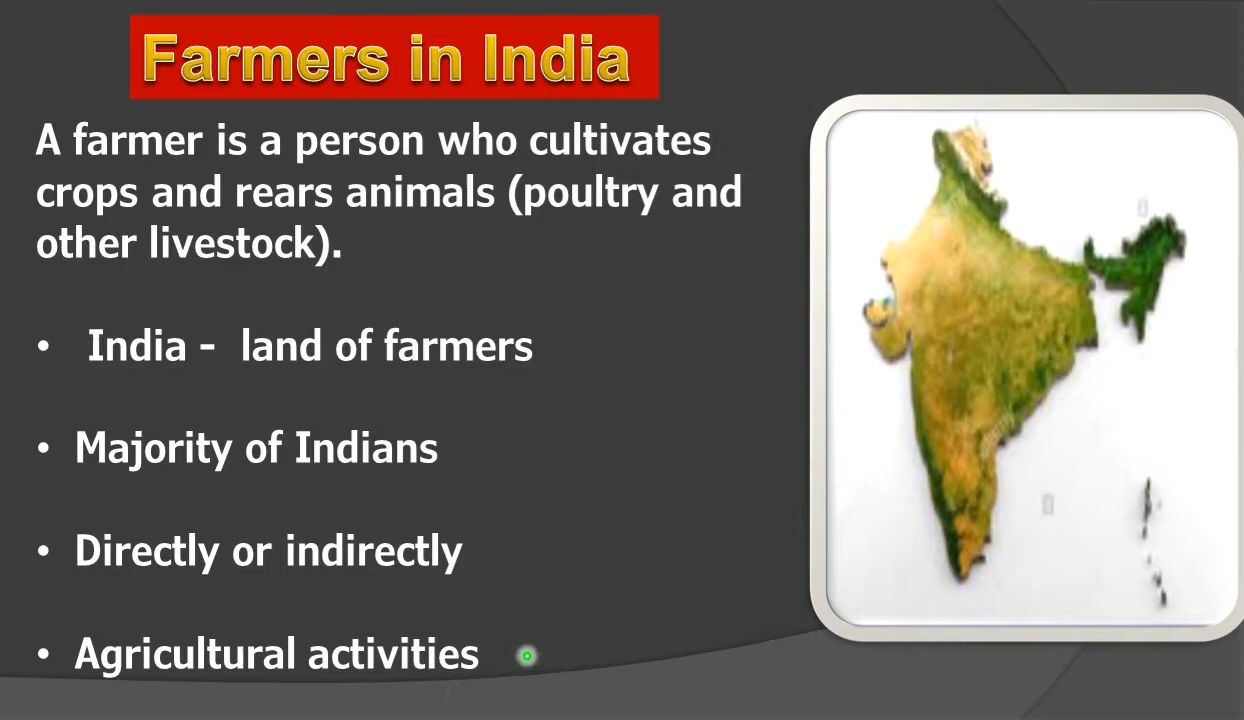 Farmers in India
A farmer is a person who cultivates
crops and rears animals (poultry and
other livestock).
• India - land of farmers
• Majority of Indians
• Directly or indirectly
• Agricultural activities